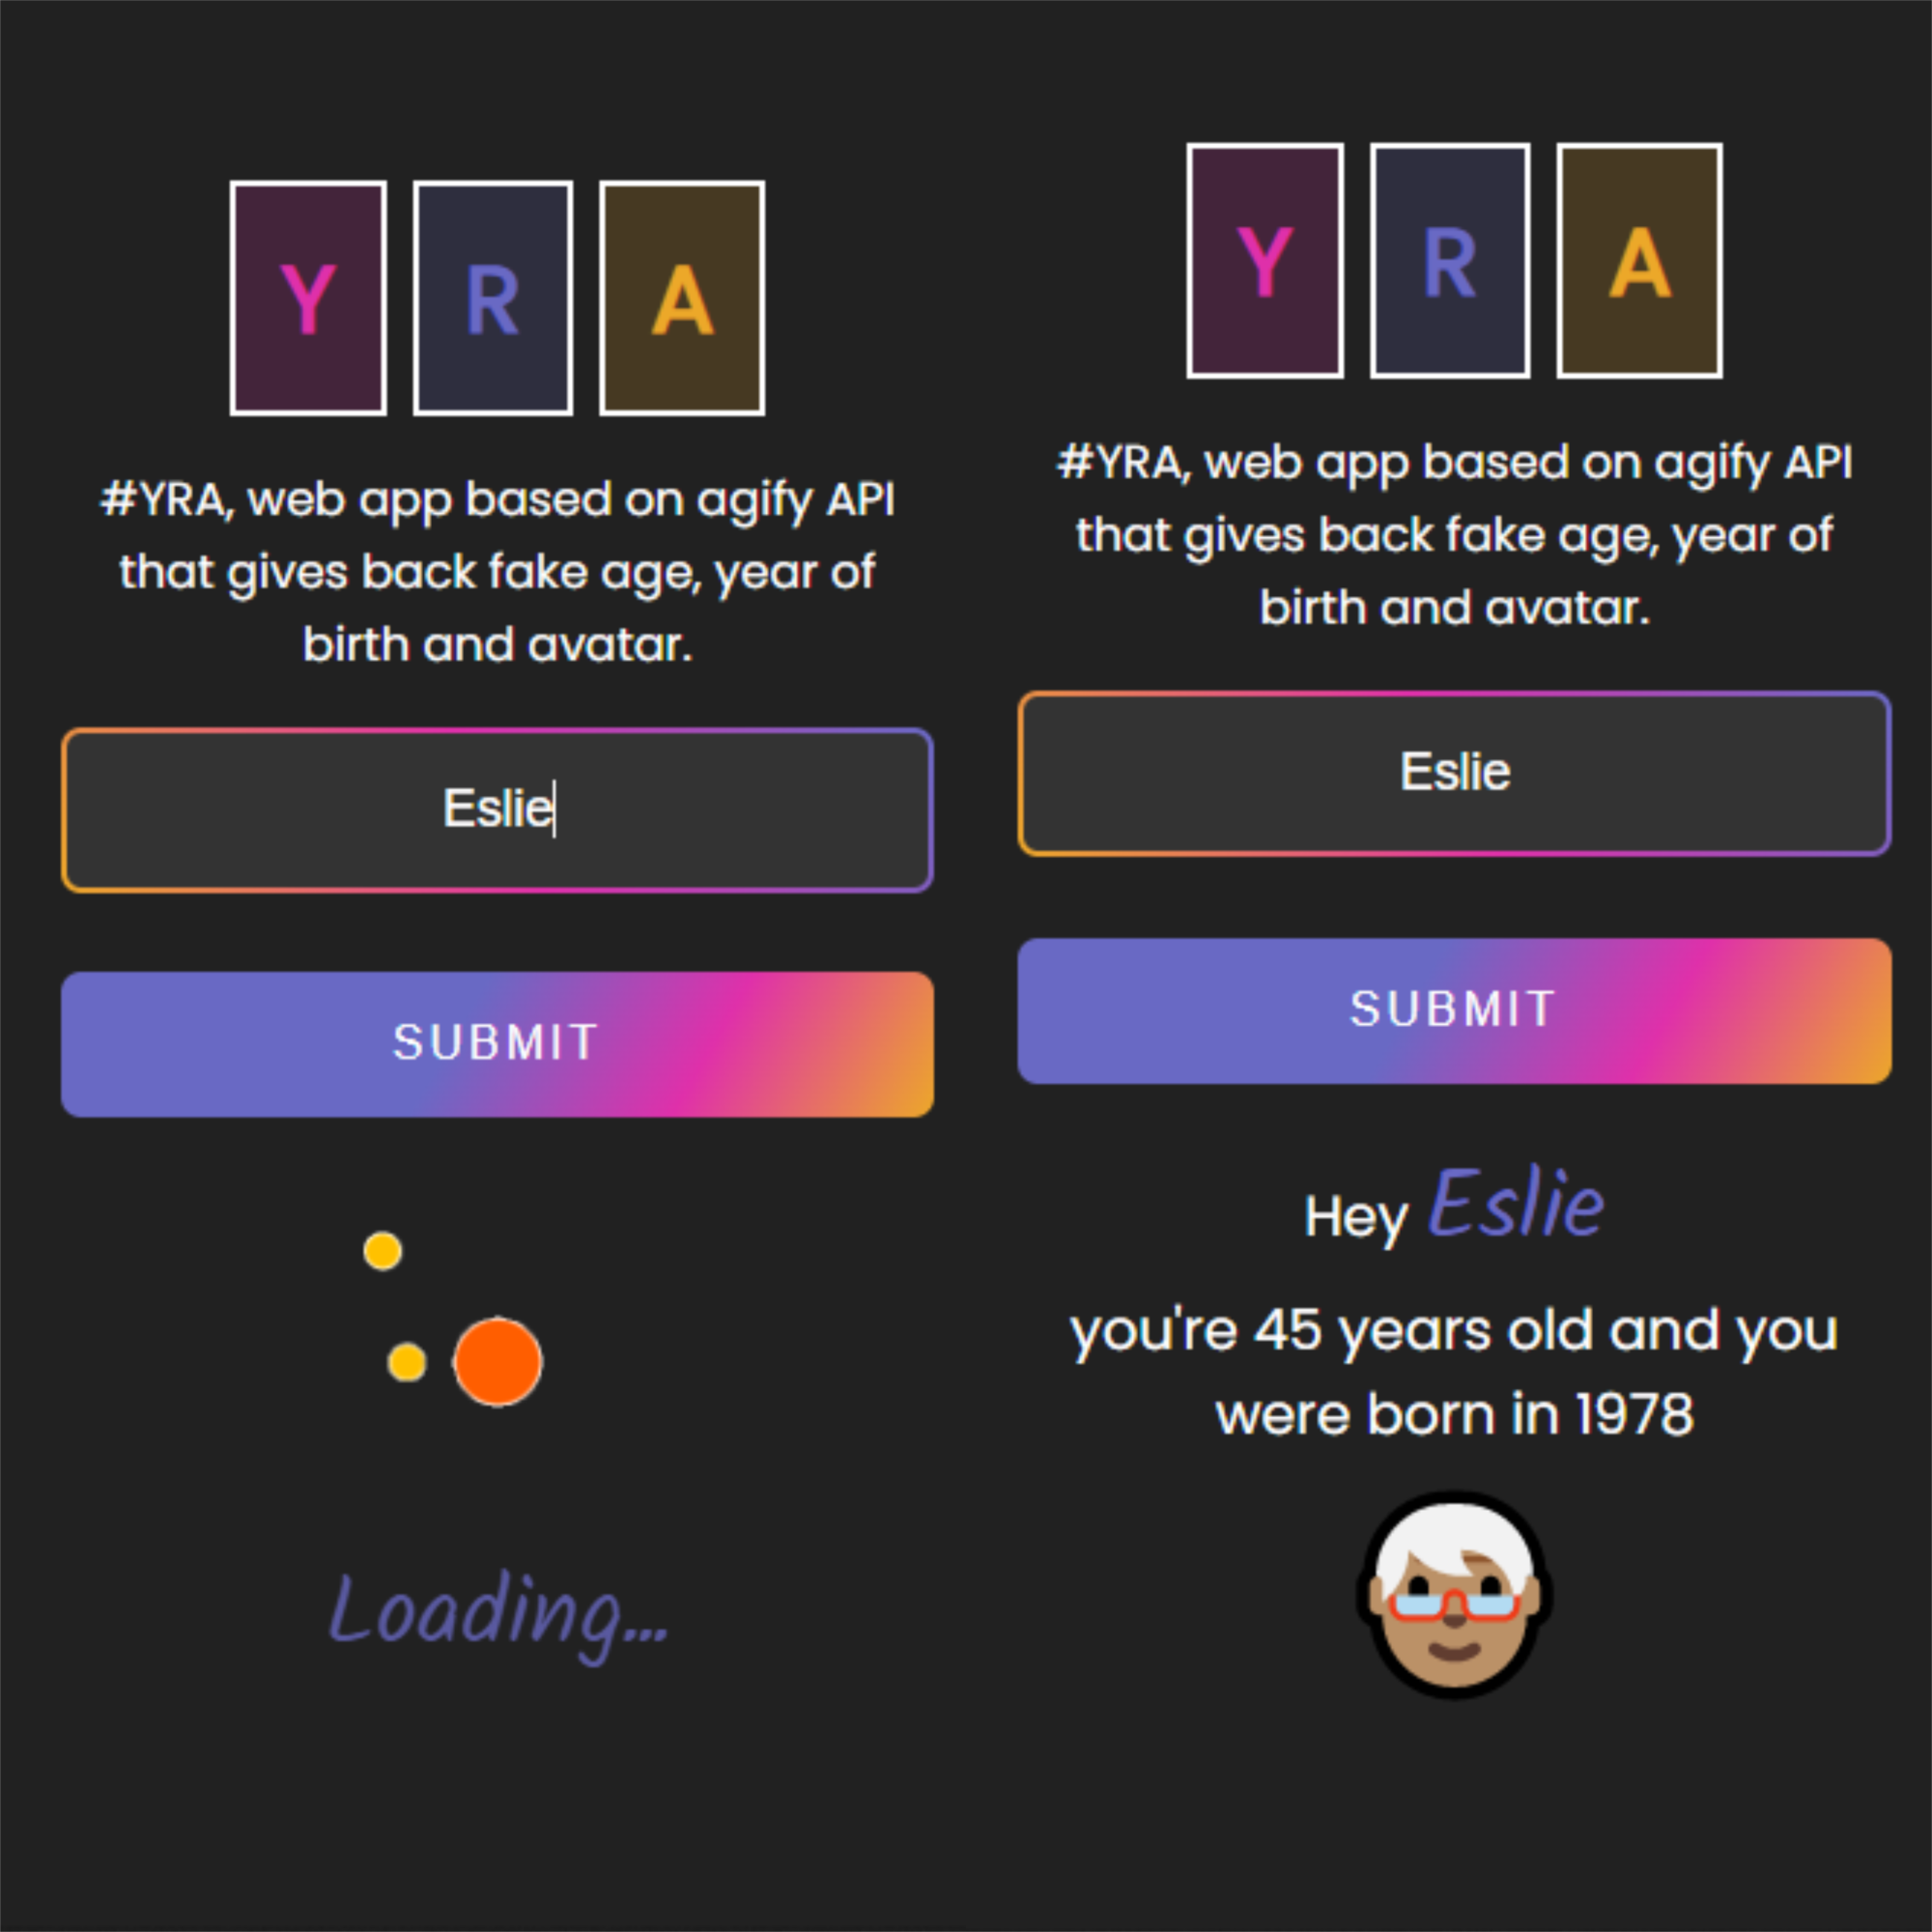 Y R A
#YRA, web app based on agify API
that gives back fake age, year of
birth and avatar.
Eslie
SUBMIT
Loading...
Y R A
#YRA, web app based on agify API
that gives back fake age, year of
birth and avatar.
Eslie
SUBMIT
Hey Eslie
you're 45 years old and you
were born in 1978